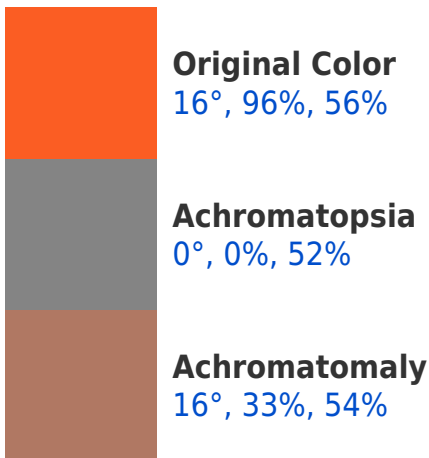 Original Color
16°, 96%, 56%
Achromatopsia
0°, 0%, 52%
Achromatomaly
16°, 33%, 54%